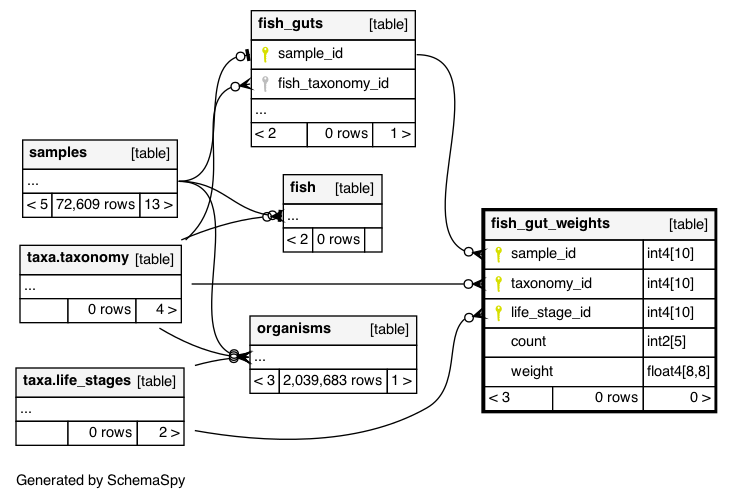 fish_guts [table]
sample_id
fish_taxonomy_id
...
< 2 0 rows 1 >
samples [table]
...
< 5 72,609 rows 13 >
fish [table]
...
< 2 0 rows
taxa.taxonomy [table]
...
0 rows 4 >
fish_gut_weights [table]
sample_id int4[10]
taxonomy_id int4[10]
life_stage_id int4[10]
count int2[5]
weight float4[8,8]
< 3 0 rows 0 >
organisms [table]
...
< 3 2,039,683 rows 1 >
taxa.life_stages [table]
...
0 rows 2 >
Generated by SchemaSpy